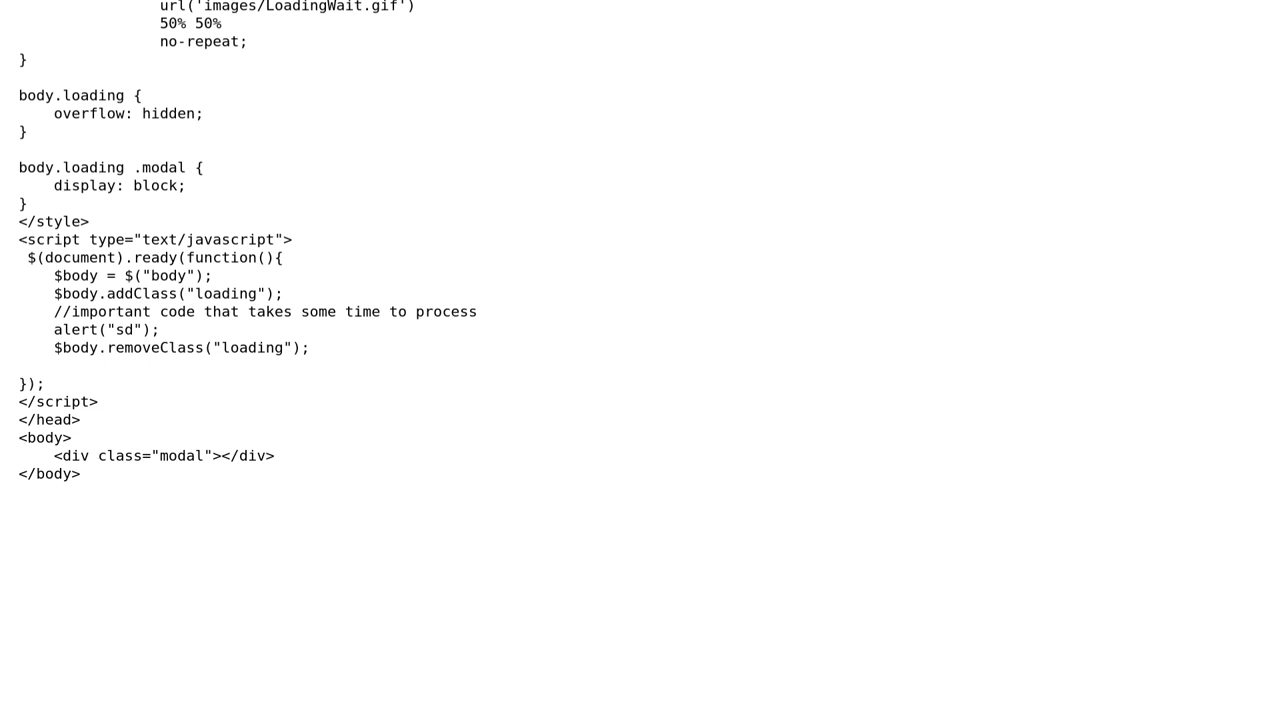 url('images/LoadingWait.gif')
50% 50%
no-repeat;
}
body.loading {
overflow: hidden;
}
body.loading .modal {
display: block;
}
</style>
<script type="text/javascript">
$(document).ready(function(){
$body = $("body");
$body.addClass("loading");
//important code that takes some time to process
alert("sd");
$body.removeClass("loading");
});
</script>
</head>
<body>
<div class="modal"></div>
</body>